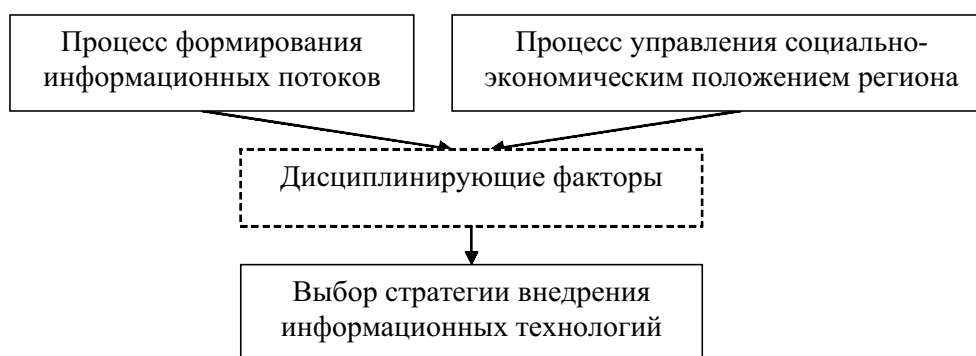 Процесс формирования
информационных потоков
Процесс управления социально-
экономическим положением региона
Дисциплинирующие факторы
Выбор стратегии внедрения
информационных технологий